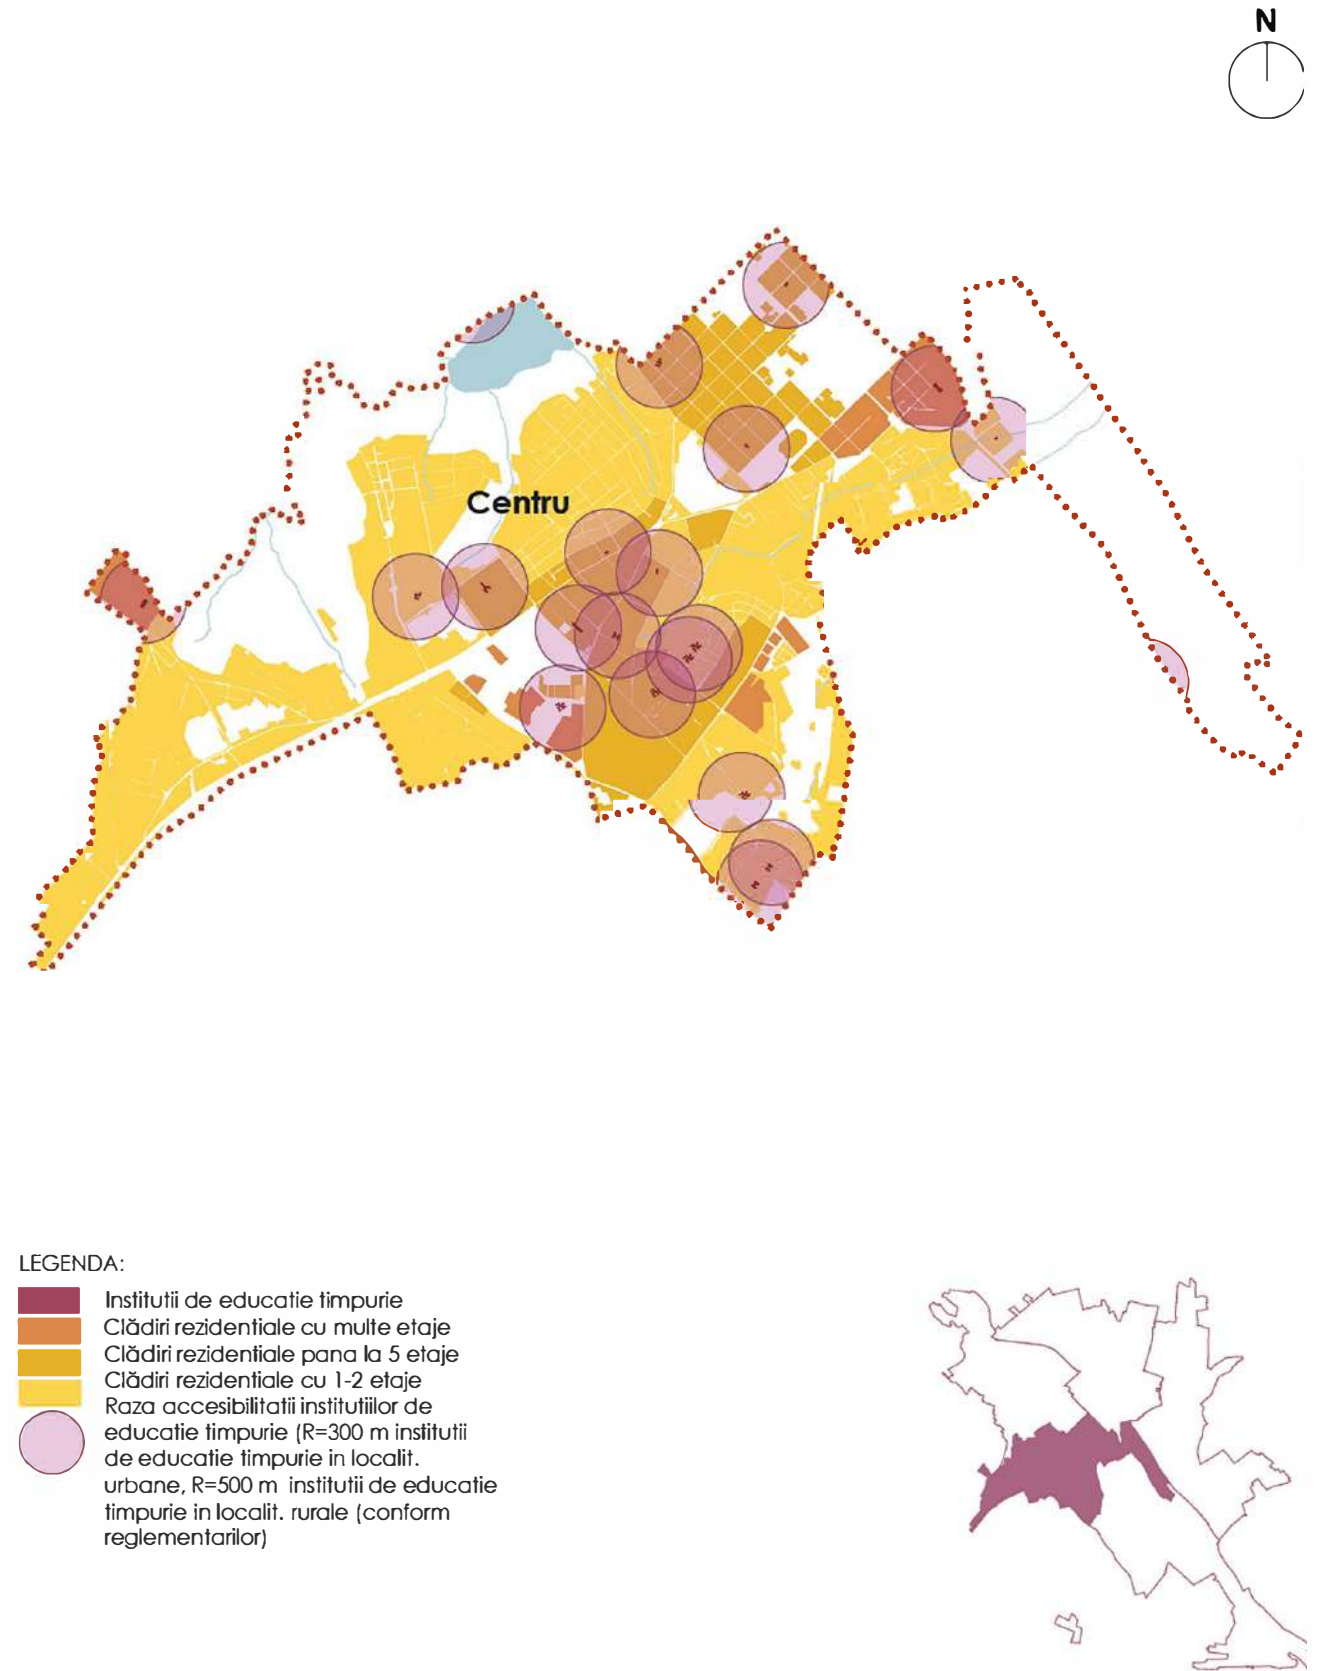 N
Centru
LEGENDA:
Institutii de educatie timpurie
Clădiri rezidentiale cu multe etaje
Clădiri rezidentiale pana la 5 etaje
Clădiri rezidentiale cu 1-2 etaje
Raza accesibilitatii institutiilor de
educatie timpurie (R=300 m institutii
de educatie timpurie in localit.
urbane, R=500 m institutii de educatie
timpurie in localit. rurale (conform
reglementarilor)